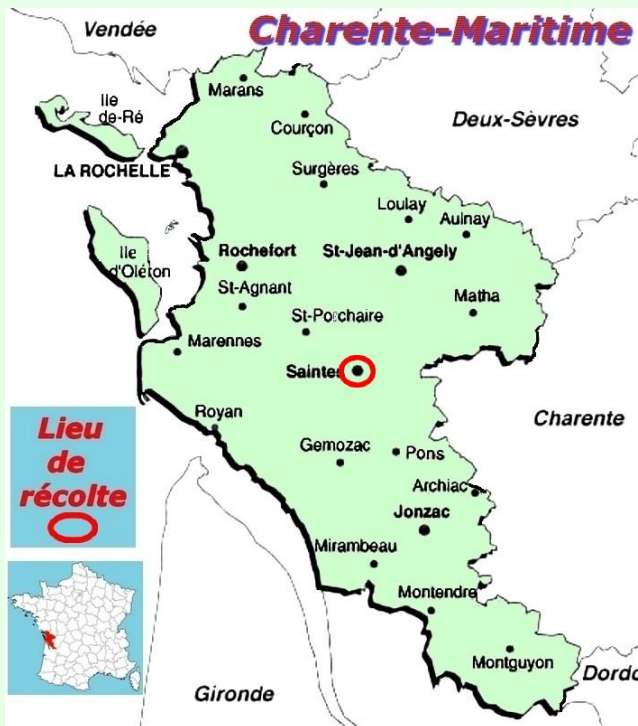 Vendée
Charente-Maritime
Ile
de-Ré
Marans
Courçon
Deux-Sèvres
LA ROCHELLE
Surgères
Loulay
Aulnay
Ile
d'Oléron
Rochefort
St-Jean-d'Angely
St-Agnant
Matha
St-Porchaire
Marennes
Saintes
Royan
Charente
Lieu
de
récolte
Gemozac
Pons
Archiac
Jonzac
Mirambeau
Montendre
Montguyon
Gironde
Dordo